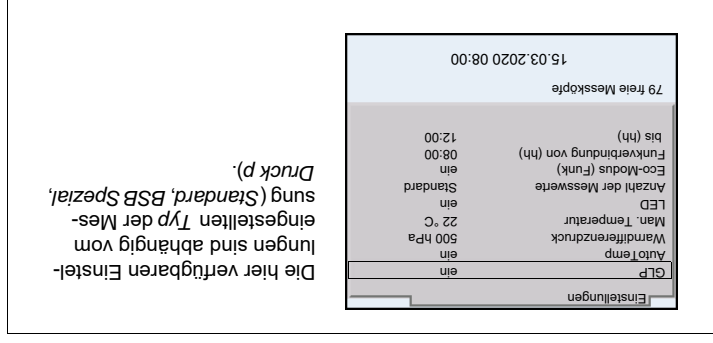 Einstellungen
GLP ein
AutoTemp ein
Warndifferenzdruck 500 hPa
Man. Temperatur 22 °C
LED ein
Anzahl der Messwerte Standard
Eco-Modus (Funk) ein
Funkverbindung von (hh) 08:00
bis (hh) 12:00
79 freie Messköpfe
15.03.2020 08:00
Die hier verfügbaren Einstel-
lungen sind abhängig vom
eingestellten Typ der Mes-
sung (Standard, BSB Spezial,
Druck p).